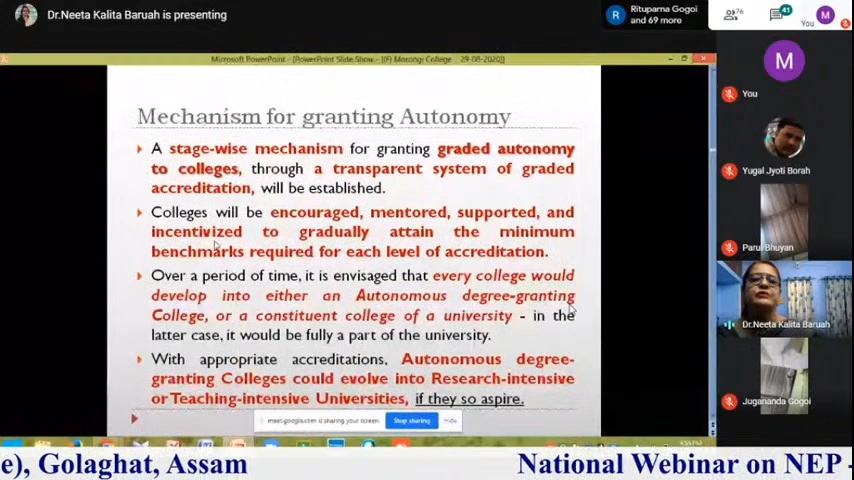 Dr.Neeta Kalita Baruah is presenting
Rituparna Gogoi
and 69 more
76
41
You
Microsoft PowerPoint - [PowerPoint Slide Show - [(F) Morongi College 29-08-2020]]
Mechanism for granting Autonomy
A stage-wise mechanism for granting graded autonomy
to colleges, through a transparent system of graded
accreditation, will be established.
Colleges will be encouraged, mentored, supported, and
incentivized to gradually attain the minimum
benchmarks required for each level of accreditation.
Over a period of time, it is envisaged that every college would
develop into either an Autonomous degree-granting
College, or a constituent college of a university - in the
latter case, it would be fully a part of the university.
With appropriate accreditations, Autonomous degree-
granting Colleges could evolve into Research-intensive
or Teaching-intensive Universities, if they so aspire.
meet.google.com is sharing your screen.
Stop sharing
Hide
R
M
M
You
Yugal Jyoti Borah
Parul Bhuyan
Dr.Neeta Kalita Baruah
Jugananda Gogoi
e), Golaghat, Assam
National Webinar on NEP -